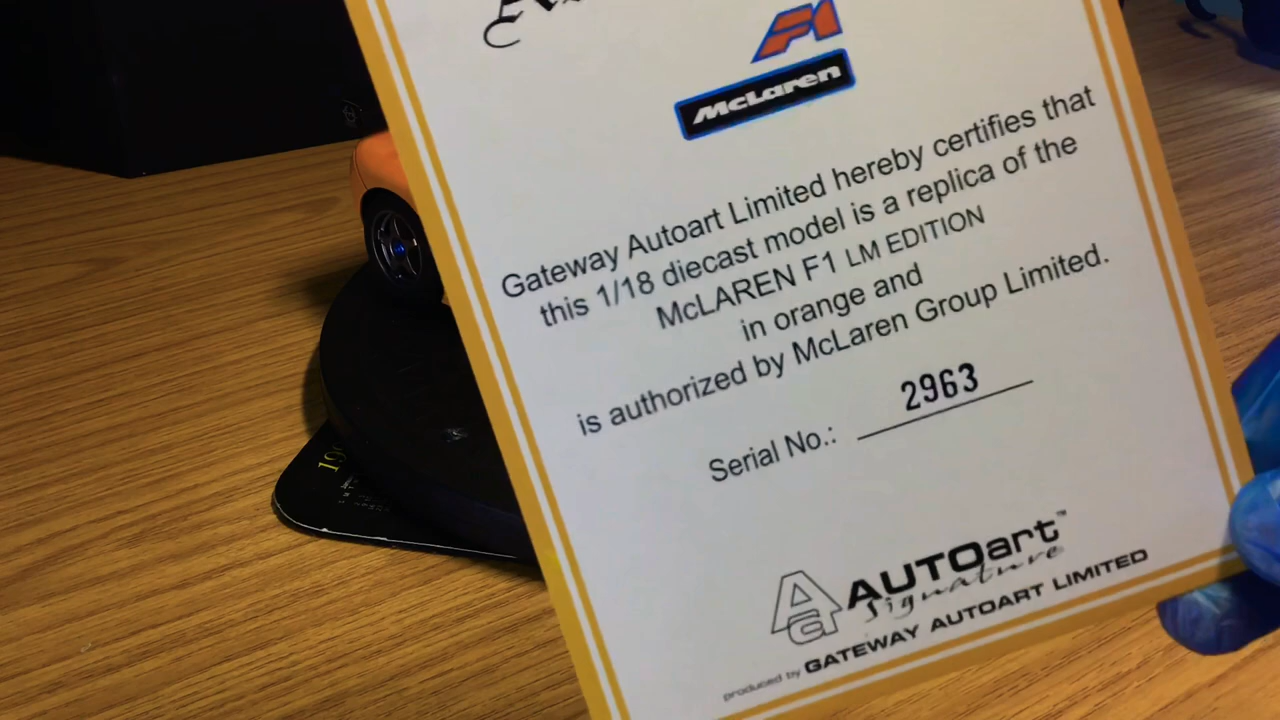 F1
McLaren
Gateway Autoart Limited hereby certifies that
this 1/18 diecast model is a replica of the
McLAREN F1 LM EDITION
in orange and
is authorized by McLaren Group Limited.
Serial No.: 2963
AG AUTOart™
Signature
produced by GATEWAY AUTOART LIMITED